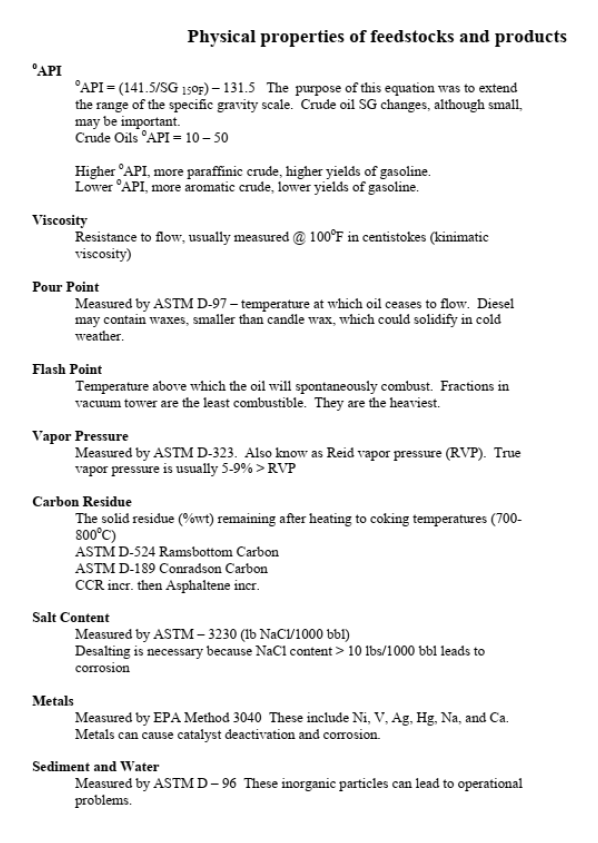 Physical properties of feedstocks and products
⁰API
⁰API = (141.5/SG 15⁰F) – 131.5 The purpose of this equation was to extend
the range of the specific gravity scale. Crude oil SG changes, although small,
may be important.
Crude Oils ⁰API = 10 – 50
Higher ⁰API, more paraffinic crude, higher yields of gasoline.
Lower ⁰API, more aromatic crude, lower yields of gasoline.
Viscosity
Resistance to flow, usually measured @ 100⁰F in centistokes (kinimatic
viscosity)
Pour Point
Measured by ASTM D-97 – temperature at which oil ceases to flow. Diesel
may contain waxes, smaller than candle wax, which could solidify in cold
weather.
Flash Point
Temperature above which the oil will spontaneously combust. Fractions in
vacuum tower are the least combustible. They are the heaviest.
Vapor Pressure
Measured by ASTM D-323. Also know as Reid vapor pressure (RVP). True
vapor pressure is usually 5-9% > RVP
Carbon Residue
The solid residue (%wt) remaining after heating to coking temperatures (700-
800⁰C)
ASTM D-524 Ramsbottom Carbon
ASTM D-189 Conradson Carbon
CCR incr. then Asphaltene incr.
Salt Content
Measured by ASTM – 3230 (lb NaCl/1000 bbl)
Desalting is necessary because NaCl content > 10 lbs/1000 bbl leads to
corrosion
Metals
Measured by EPA Method 3040 These include Ni, V, Ag, Hg, Na, and Ca.
Metals can cause catalyst deactivation and corrosion.
Sediment and Water
Measured by ASTM D – 96 These inorganic particles can lead to operational
problems.